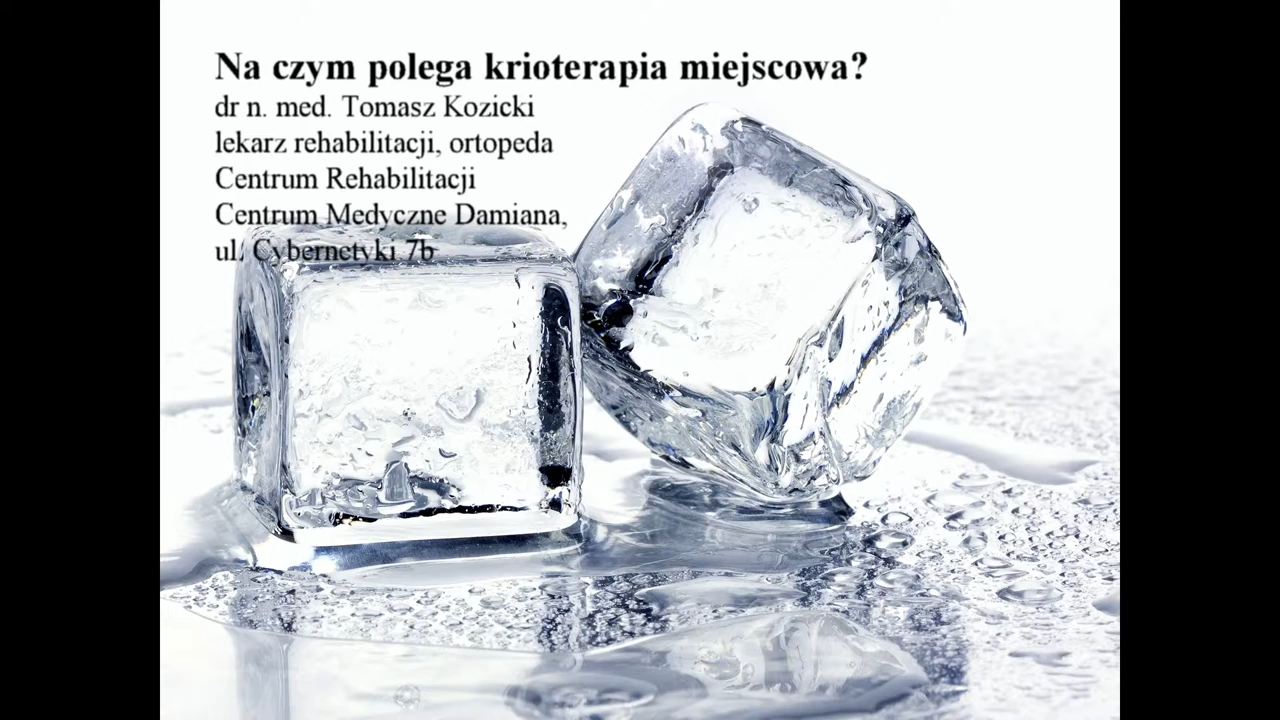 Na czym polega krioterapia miejscowa?
dr n. med. Tomasz Kozicki
lekarz rehabilitacji, ortopeda
Centrum Rehabilitacji
Centrum Medyczne Damiana,
ul. Cybernetyki 7b